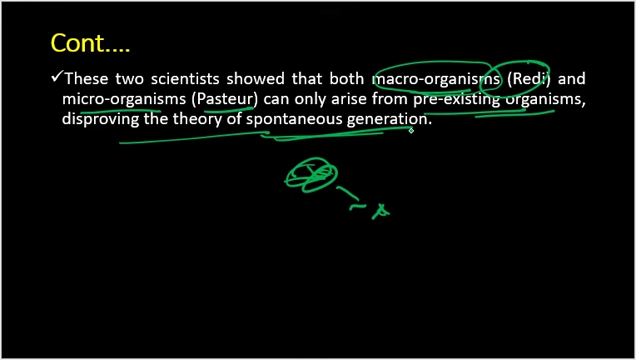 Cont....
✓These two scientists showed that both macro-organisms (Redi) and
micro-organisms (Pasteur) can only arise from pre-existing organisms,
disproving the theory of spontaneous generation.